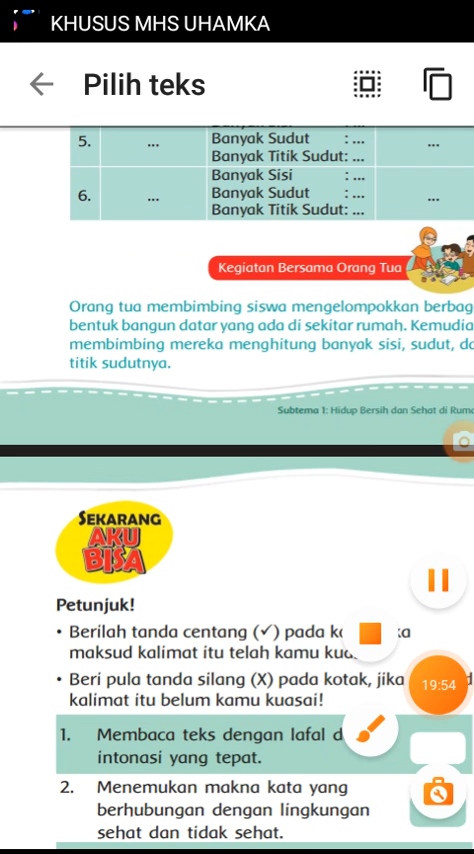 KHUSUS MHS UHAMKA
Pilih teks
5. ... Banyak Sudut : ... ...
Banyak Titik Sudut: ...
Banyak Sisi : ...
6. ... Banyak Sudut : ... ...
Banyak Titik Sudut: ...
Kegiatan Bersama Orang Tua
Orang tua membimbing siswa mengelompokkan
bentuk bangun datar yang ada di sekitar rumah.
membimbing mereka menghitung banyak sisi, sudut,
titik sudutnya.
Subtema 1: Hidup Bersih dan Sehat di
SEKARANG
AKU
BISA
Petunjuk!
• Berilah tanda centang (✓) pada
maksud kalimat itu telah kamu
• Beri pula tanda silang (X) pada kotak, jika
19:54
kalimat itu belum kamu kuasai!
1. Membaca teks dengan lafal
intonasi yang tepat.
2. Menemukan makna kata yang
berhubungan dengan lingkungan
sehat dan tidak sehat.